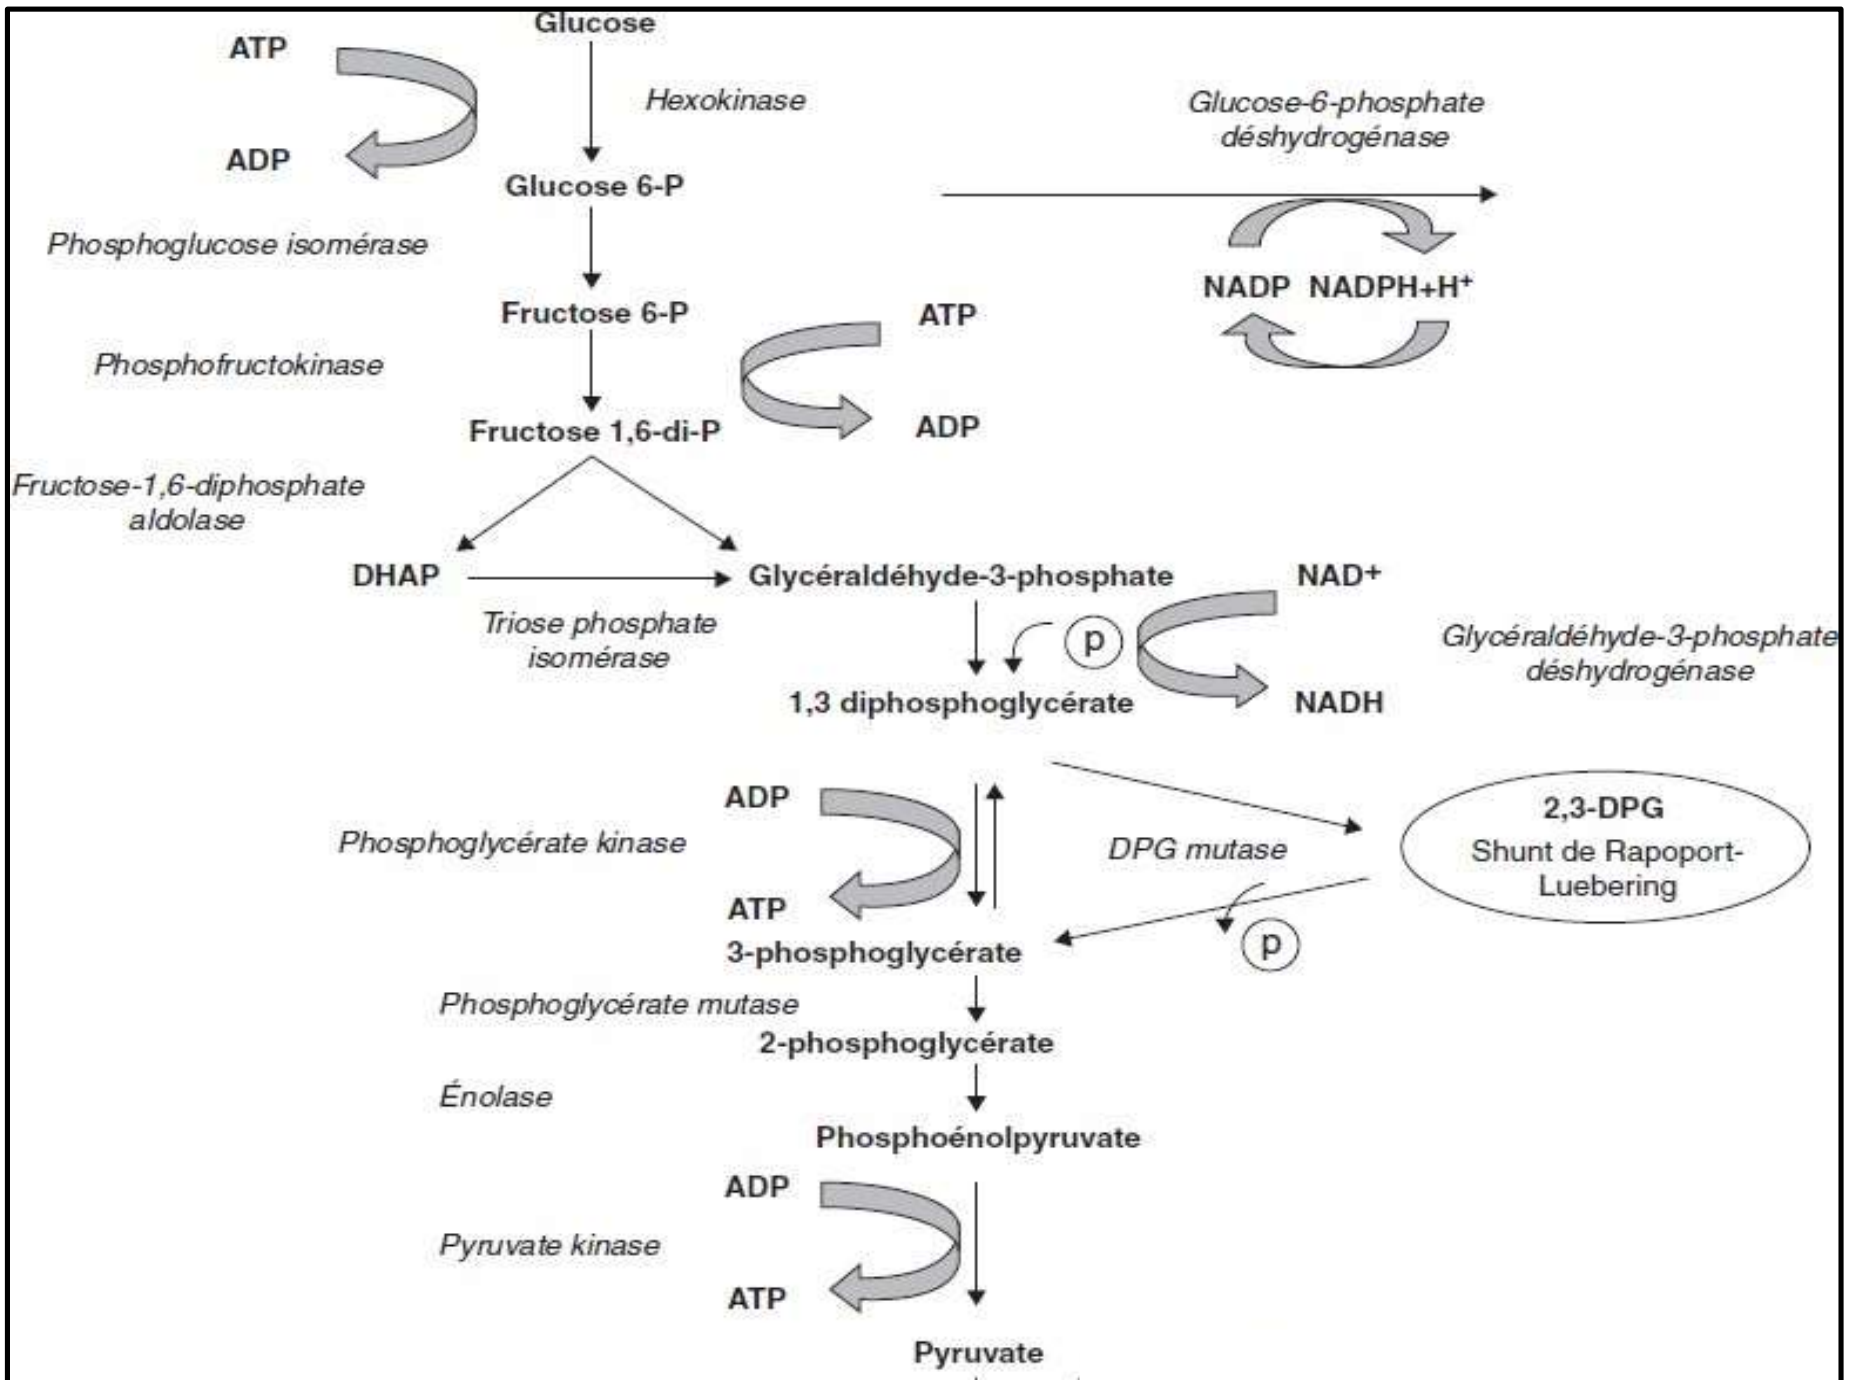 Glucose
ATP
Hexokinase
Glucose-6-phosphate
déshydrogénase
ADP
Glucose 6-P
Phosphoglucose isomérase
NADP NADPH+H+
Fructose 6-P
ATP
Phosphofructokinase
ADP
Fructose 1,6-di-P
Fructose-1,6-diphosphate
aldolase
DHAP
Glycéraldéhyde-3-phosphate
NAD+
Triose phosphate
isomérase
p
Glycéraldéhyde-3-phosphate
déshydrogénase
1,3 diphosphoglycérate
NADH
ADP
2,3-DPG
Shunt de Rapoport-
Luebering
Phosphoglycérate kinase
DPG mutase
ATP
p
3-phosphoglycérate
Phosphoglycérate mutase
2-phosphoglycérate
Énolase
Phosphoénolpyruvate
ADP
Pyruvate kinase
ATP
Pyruvate